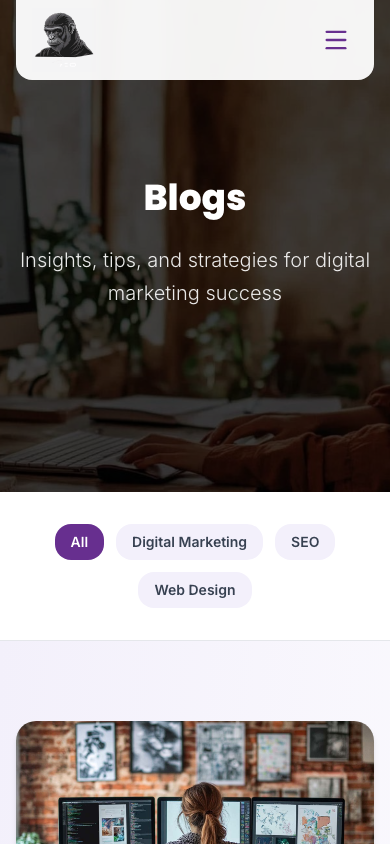 Blogs
Insights, tips, and strategies for digital
marketing success
All
Digital Marketing
SEO
Web Design